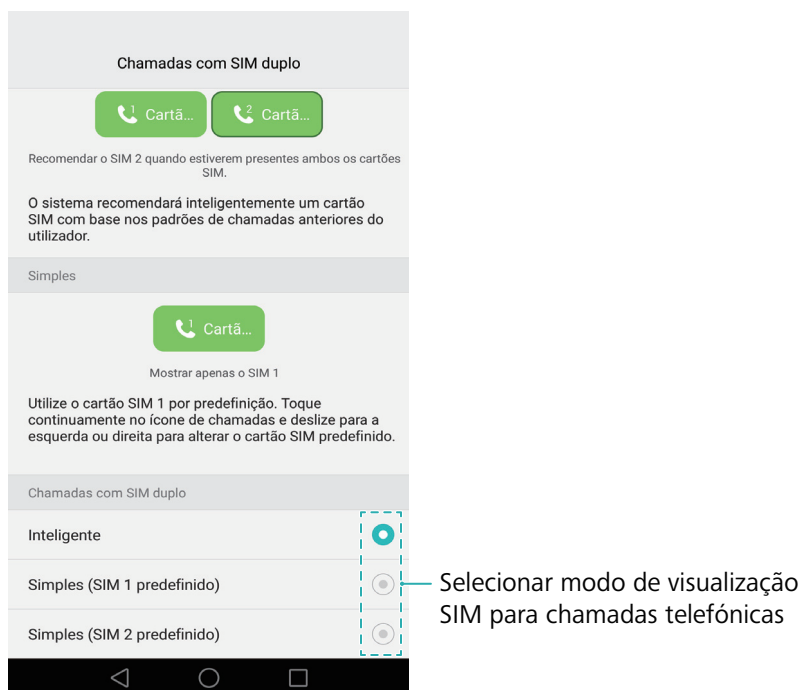 Chamadas com SIM duplo
1 Cartã... 2 Cartã...
Recomendar o SIM 2 quando estiverem presentes ambos os cartões
SIM.
O sistema recomendará inteligentemente um cartão
SIM com base nos padrões de chamadas anteriores do
utilizador.
Simples
1 Cartã...
Mostrar apenas o SIM 1
Utilize o cartão SIM 1 por predefinição. Toque
continuamente no ícone de chamadas e deslize para a
esquerda ou direita para alterar o cartão SIM predefinido.
Chamadas com SIM duplo
Inteligente
Simples (SIM 1 predefinido)
Simples (SIM 2 predefinido)
Selecionar modo de visualização
SIM para chamadas telefónicas